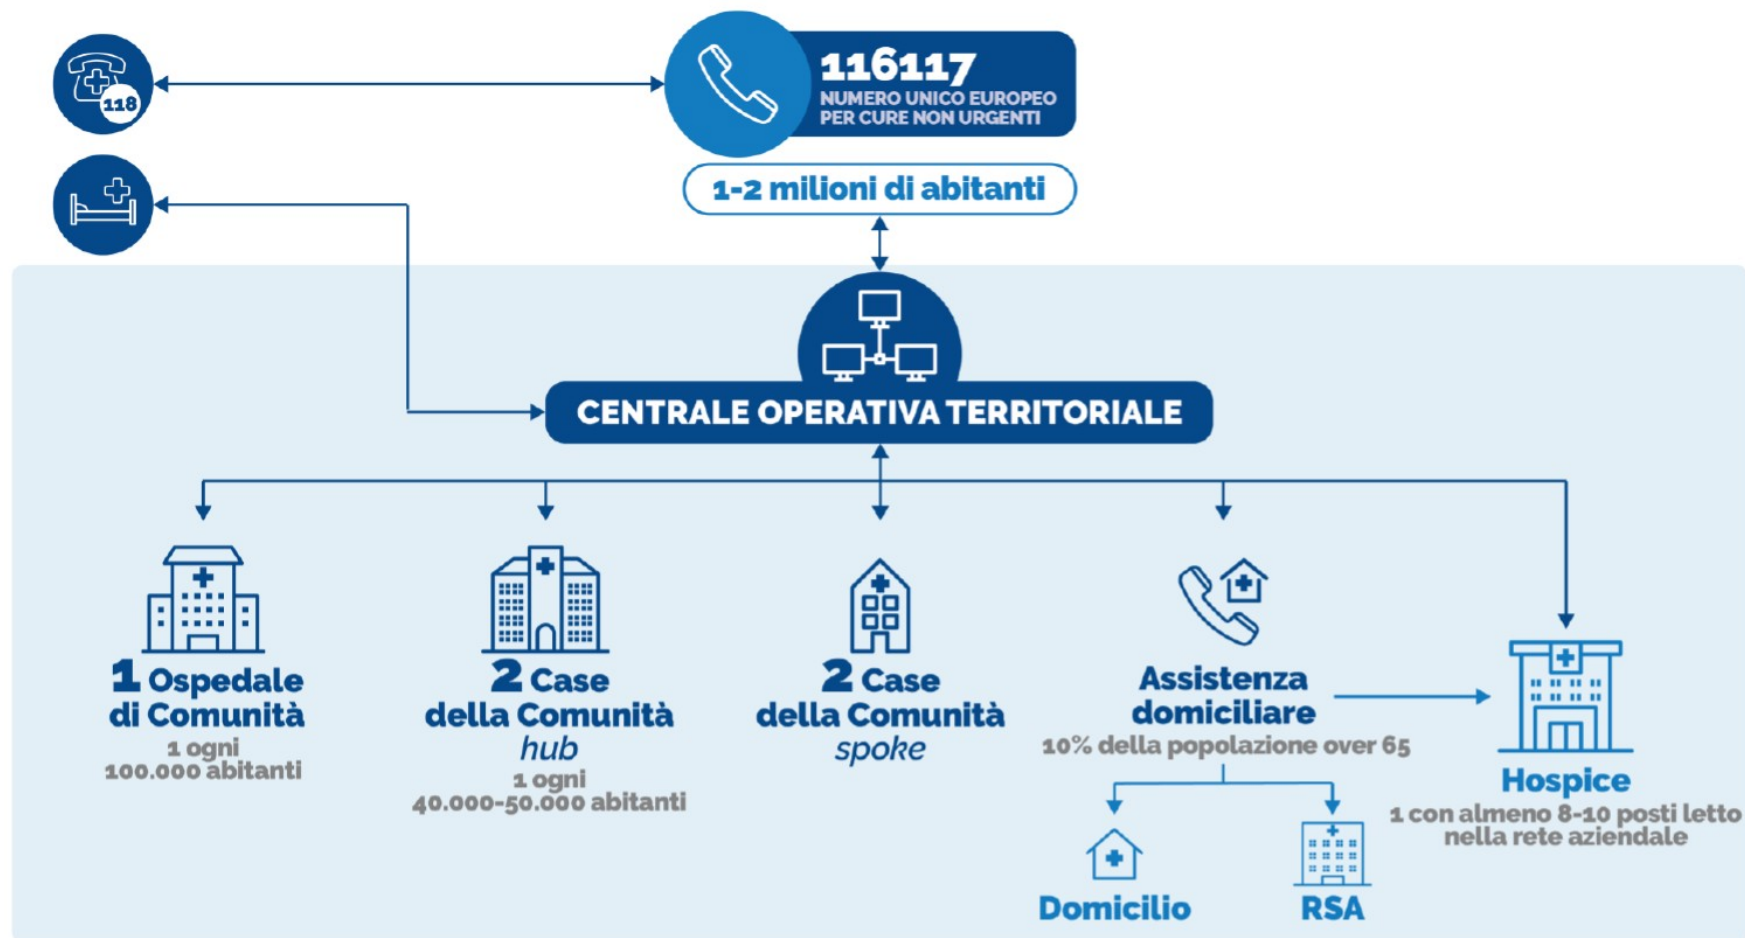 118
116117
NUMERO UNICO EUROPEO
PER CURE NON URGENTI
1-2 milioni di abitanti
CENTRALE OPERATIVA TERRITORIALE
1 Ospedale
di Comunità
1 ogni
100.000 abitanti
2 Case
della Comunità
hub
1 ogni
40.000-50.000 abitanti
2 Case
della Comunità
spoke
Assistenza
domiciliare
10% della popolazione over 65
Domicilio
RSA
Hospice
1 con almeno 8-10 posti letto
nella rete aziendale